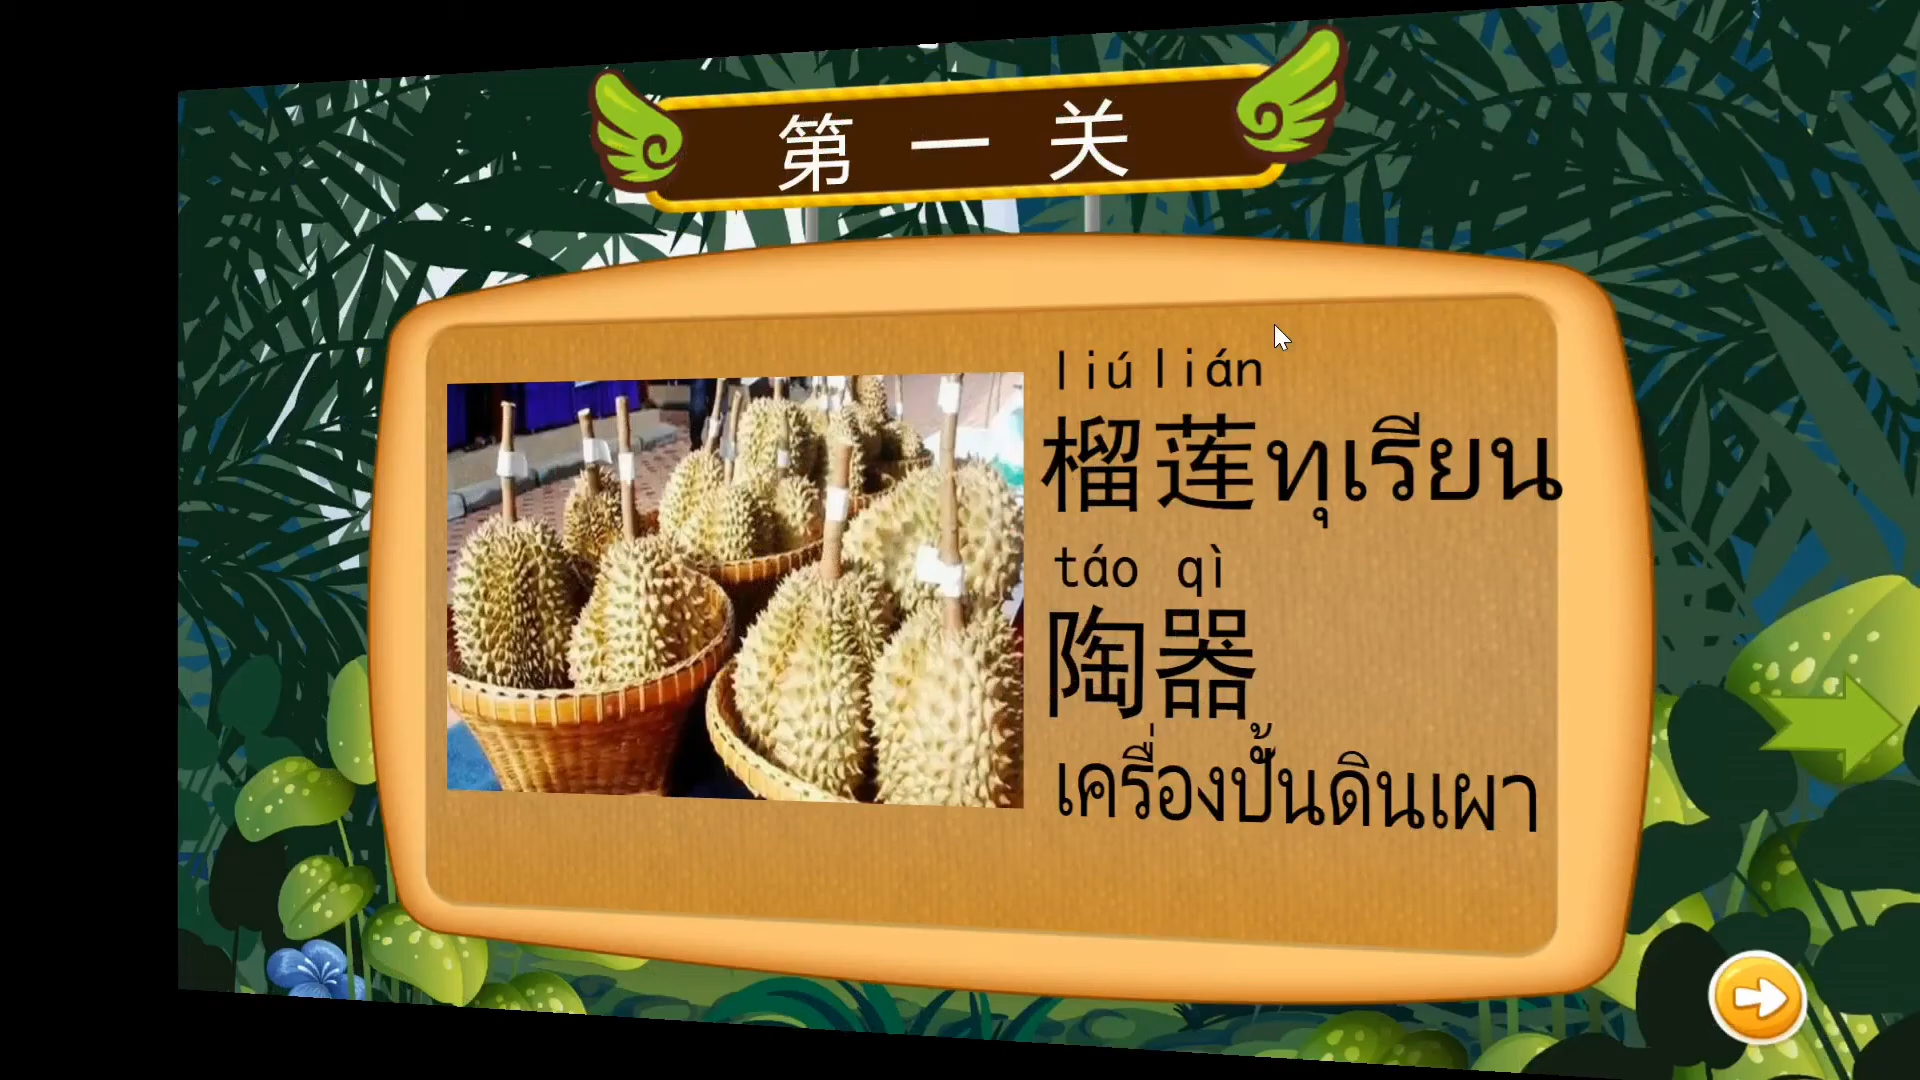 第一关
liú lián
榴莲ทุเรียน
táo qì
陶器
เครื่องปั้นดินเผา